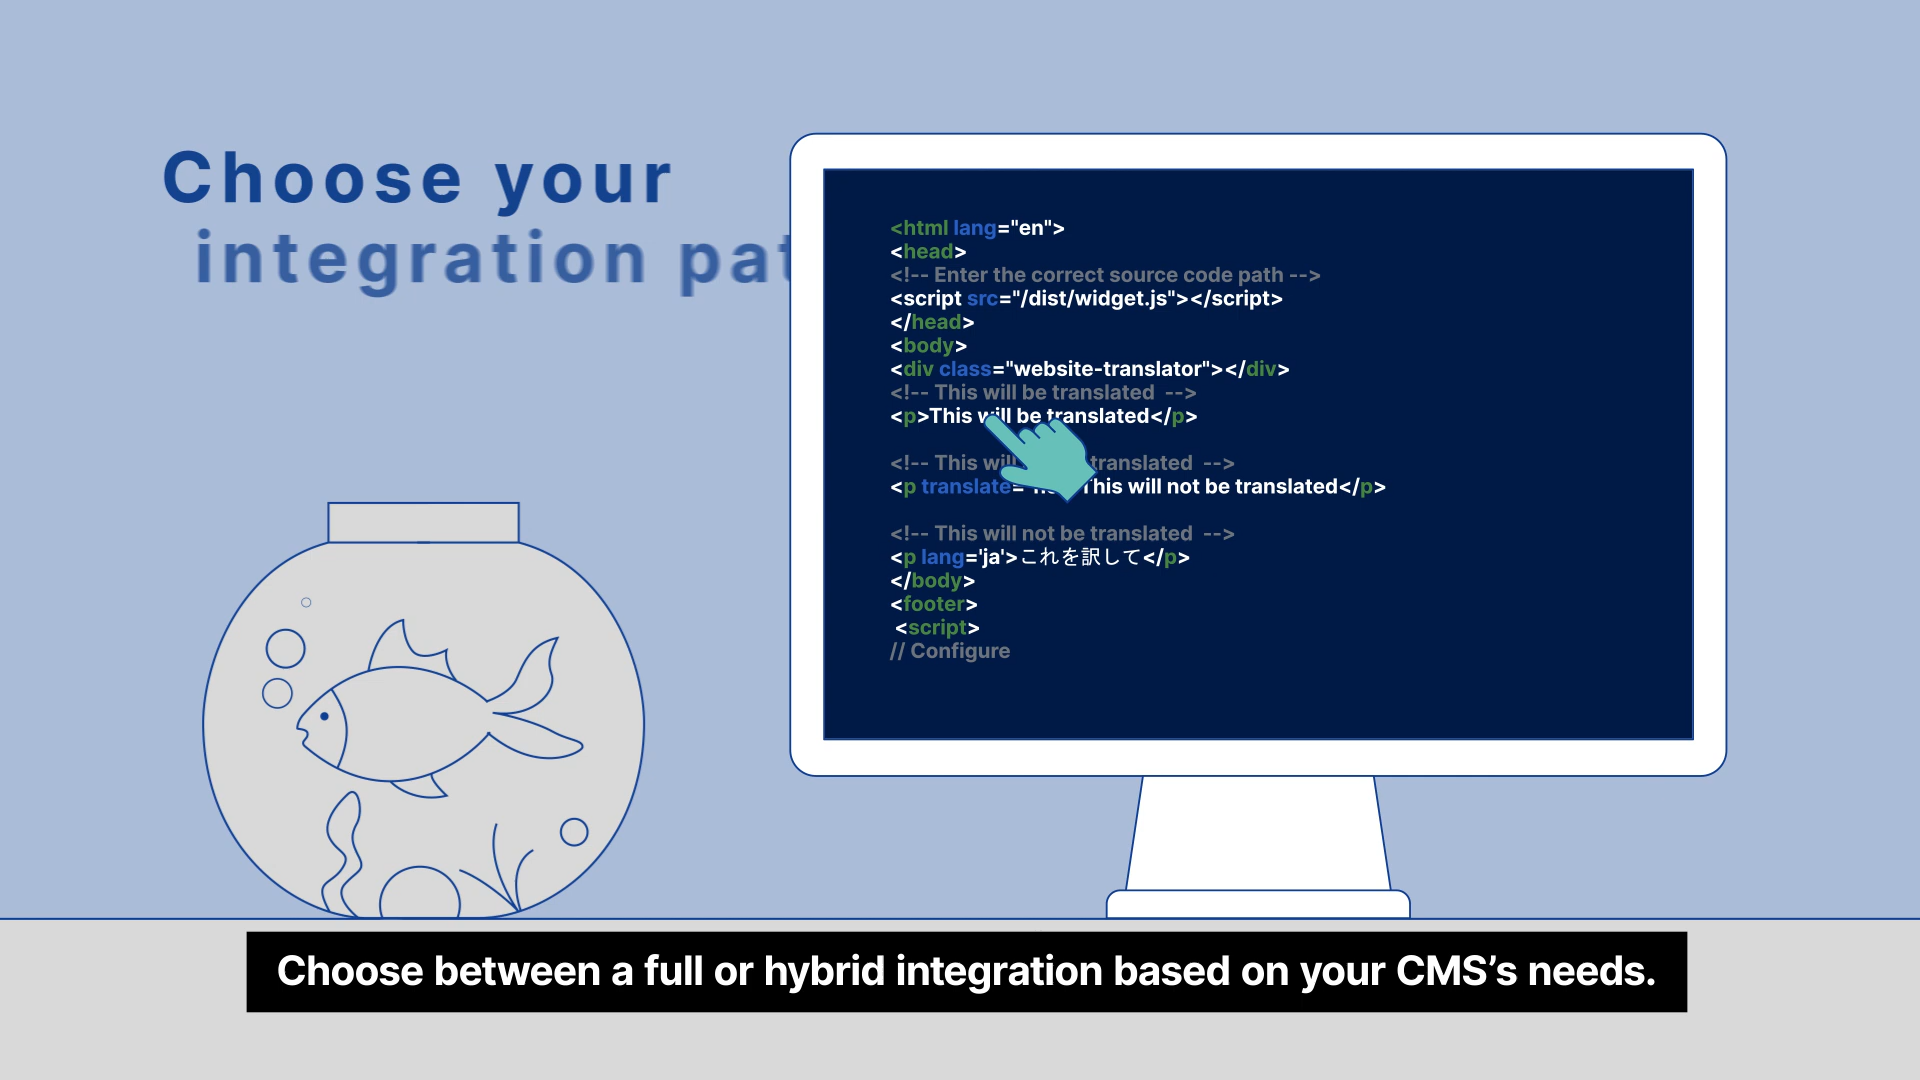 Choose your
integration pat
<html lang="en">
<head>
<!-- Enter the correct source code path -->
<script src="/dist/widget.js"></script>
</head>
<body>
<div class="website-translator"></div>
<!-- This will be translated -->
<p>This will be translated</p>
<!-- This will translated -->
<p translate= This will not be translated</p>
<!-- This will not be translated -->
<p lang='ja'>これを訳して</p>
</body>
<footer>
<script>
// Configure
Choose between a full or hybrid integration based on your CMS’s needs.